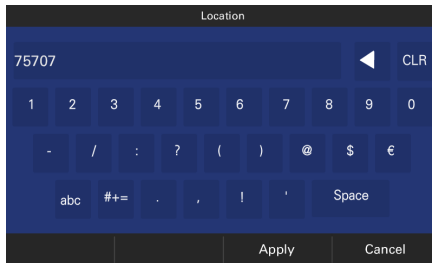 Location
75707 CLR
1 2 3 4 5 6 7 8 9 0
- / : ? ( ) @ $ €
abc #+= . , ! ' Space
Apply Cancel